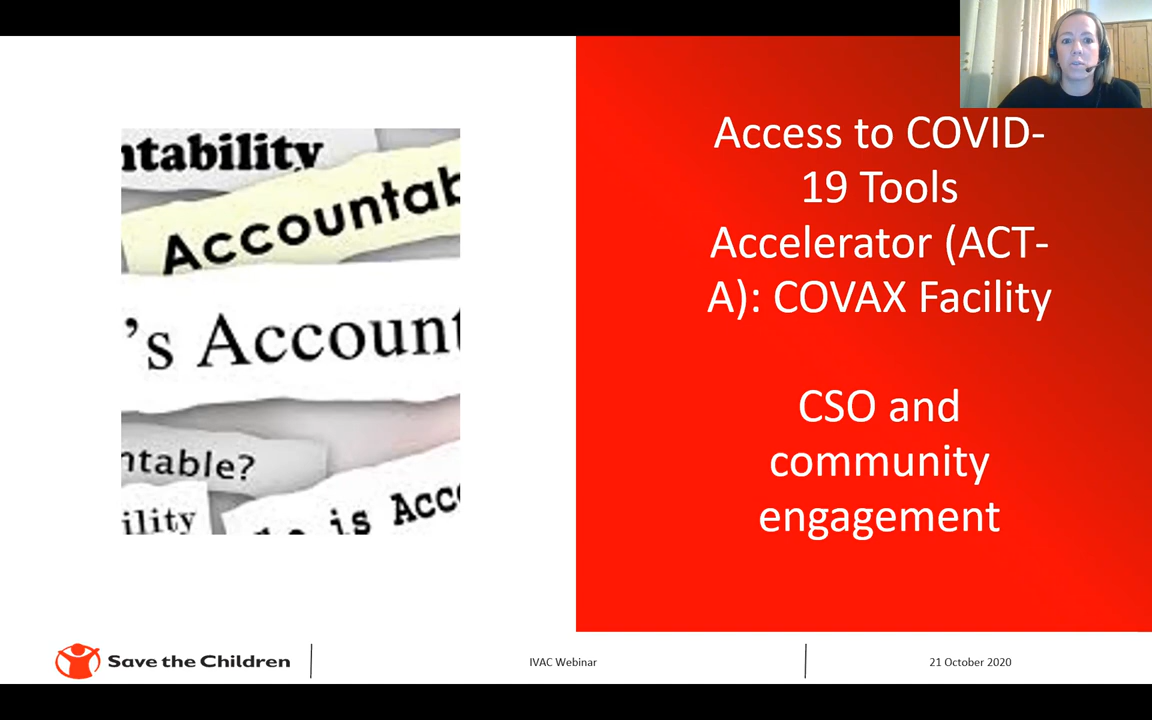 ntability
Accountab
's Account
ntable?
ility
is Acco
Access to COVID-
19 Tools
Accelerator (ACT-
A): COVAX Facility
CSO and
community
engagement
Save the Children
IVAC Webinar
21 October 2020